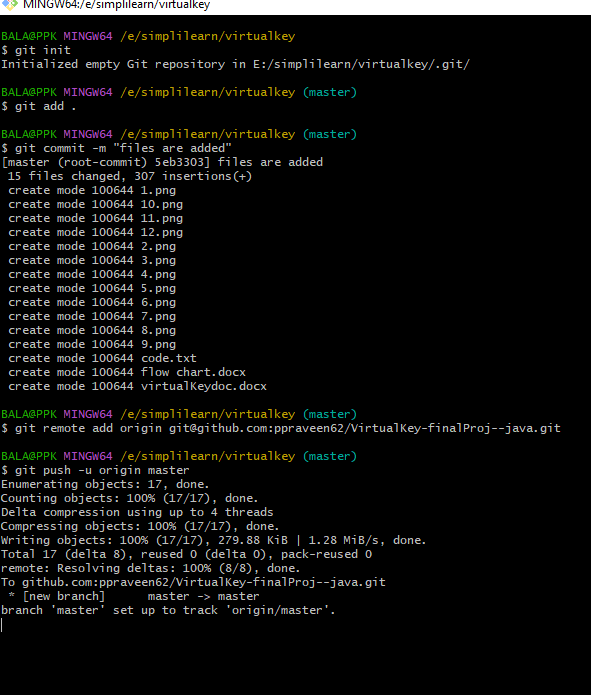 MINGW64:/e/simplilearn/virtualkey
BALA@PPK MINGW64 /e/simplilearn/virtualkey
$ git init
Initialized empty Git repository in E:/simplilearn/virtualkey/.git/
BALA@PPK MINGW64 /e/simplilearn/virtualkey (master)
$ git add .
BALA@PPK MINGW64 /e/simplilearn/virtualkey (master)
$ git commit -m "files are added"
[master (root-commit) 5eb3303] files are added
 15 files changed, 307 insertions(+)
 create mode 100644 1.png
 create mode 100644 10.png
 create mode 100644 11.png
 create mode 100644 12.png
 create mode 100644 2.png
 create mode 100644 3.png
 create mode 100644 4.png
 create mode 100644 5.png
 create mode 100644 6.png
 create mode 100644 7.png
 create mode 100644 8.png
 create mode 100644 9.png
 create mode 100644 code.txt
 create mode 100644 flow chart.docx
 create mode 100644 virtualKeydoc.docx
BALA@PPK MINGW64 /e/simplilearn/virtualkey (master)
$ git remote add origin git@github.com:ppraveen62/VirtualKey-finalProj--java.git
BALA@PPK MINGW64 /e/simplilearn/virtualkey (master)
$ git push -u origin master
Enumerating objects: 17, done.
Counting objects: 100% (17/17), done.
Delta compression using up to 4 threads
Compressing objects: 100% (17/17), done.
Writing objects: 100% (17/17), 279.88 KiB | 1.28 MiB/s, done.
Total 17 (delta 8), reused 0 (delta 0), pack-reused 0
remote: Resolving deltas: 100% (8/8), done.
To github.com:ppraveen62/VirtualKey-finalProj--java.git
 * [new branch]      master -> master
branch 'master' set up to track 'origin/master'.